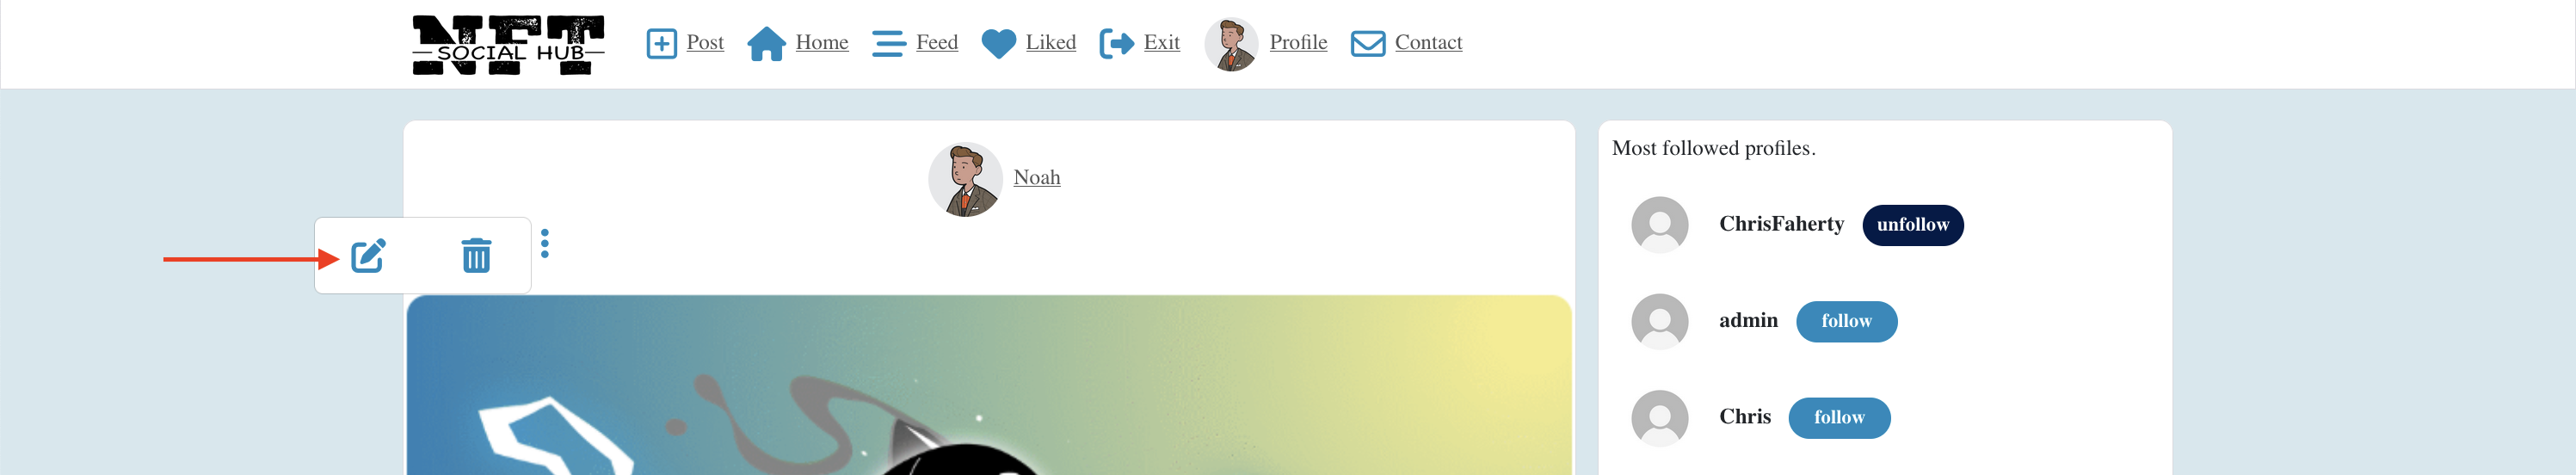 NFT
SOCIAL HUB
Post Home Feed Liked Exit Profile Contact
Noah
Most followed profiles.
ChrisFaherty unfollow
admin follow
Chris follow